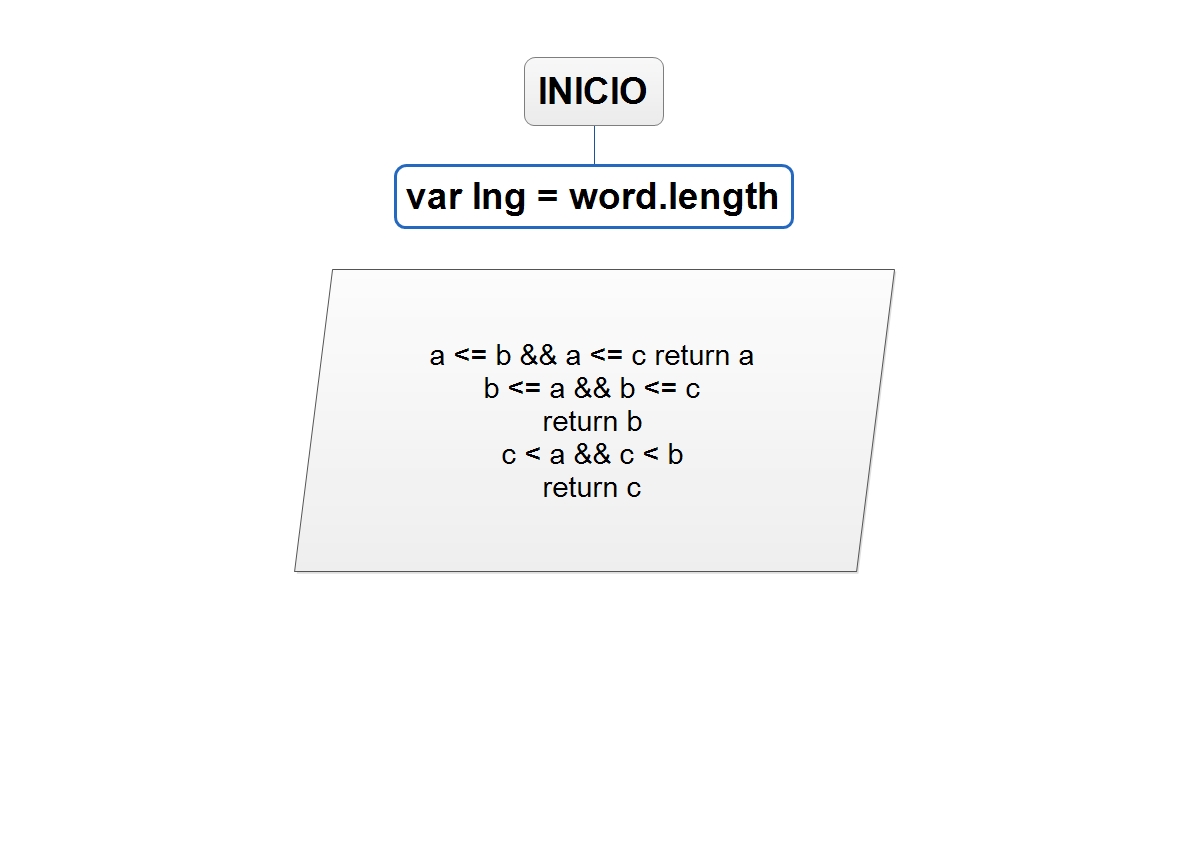 INICIO
var lng = word.length
a <= b && a <= c return a
b <= a && b <= c
return b
c < a && c < b
return c